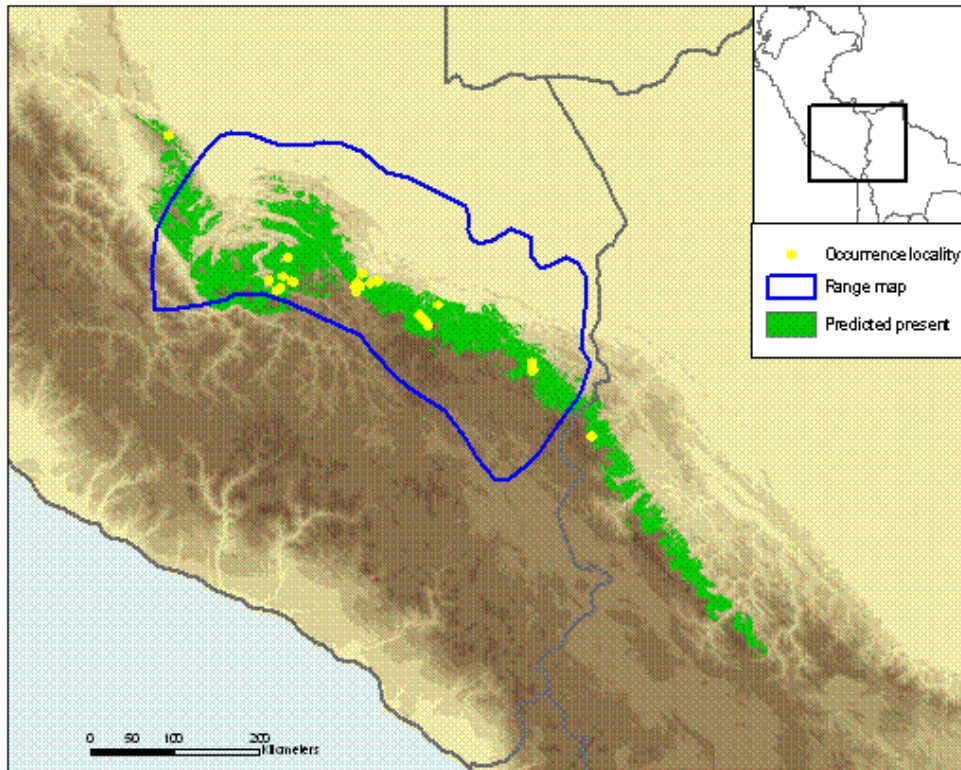 Occurrence locality
Range map
Predicted present
0 50 100 200
Kilometers